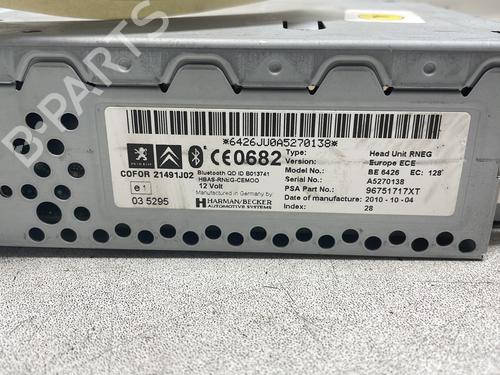 *6426JU0A5270138*
PEUGEOT
CE0682
COFOR 21491J02
Bluetooth QD ID B013741
HBAS-RNEG-CEMOO
12 Volt
Manufactured in Germany by
HARMAN/BECKER
AUTOMOTIVE SYSTEMS
e1
03 5295
Type: Head Unit RNEG
Version: Europe ECE
Model: BE 6426 EC: 128
Serial No.: A5270138
PSA Part No.: 96751717XT
Date of manufacture: 2010 - 10 - 04
Index: 28
B-PARTS